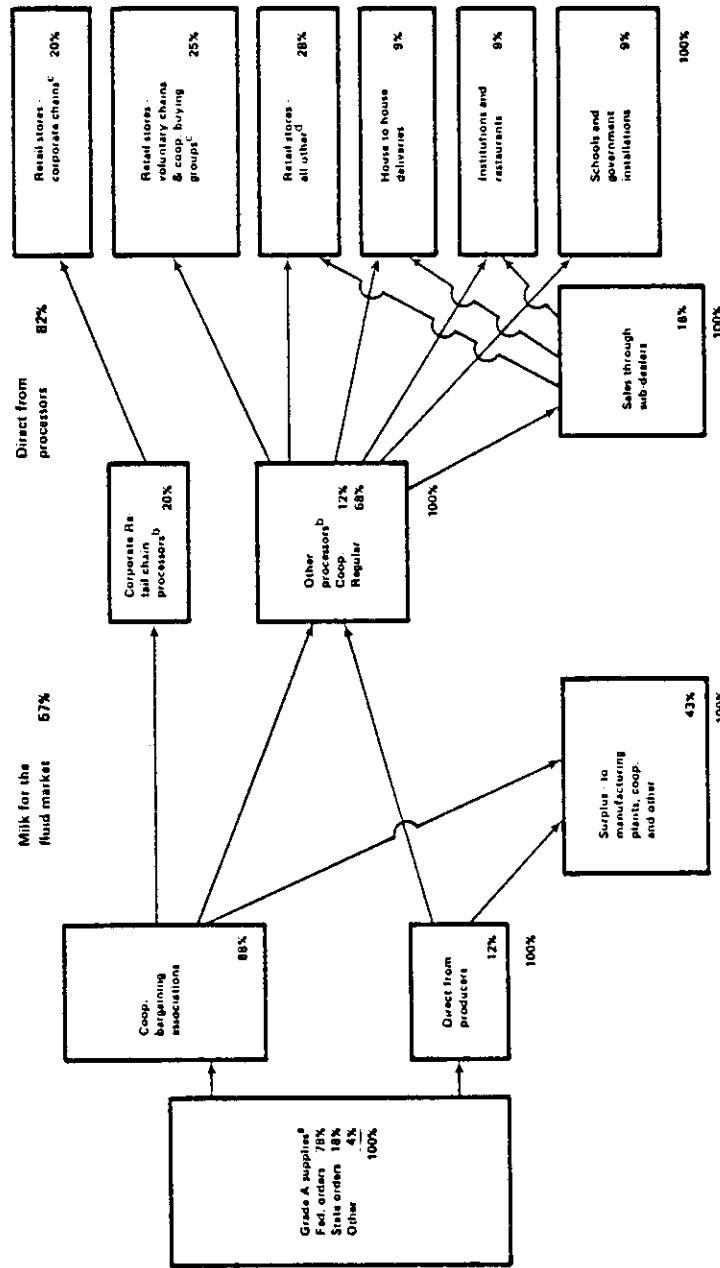 Grade A supplies^a
Fed. orders 78%
State orders 18%
Other 4%
100%
Coop.
bargaining
associations
88%
Direct from
producers
12%
100%
Milk for the
fluid market 57%
Surplus - to
manufacturing
plants, coop.
and other
43%
100%
Corporate Re-
tail chain
processors^b
20%
Other
processors^b
Coop. 12%
Regular 68%
100%
Direct from
processors 82%
Sales through
sub-dealers
18%
100%
Retail stores -
corporate chains^c
20%
Retail stores -
voluntary chains
& coop. buying
groups^c
25%
Retail stores -
all other^d
28%
House to house
deliveries
9%
Institutions and
restaurants
9%
Schools and
government
installations
9%
100%